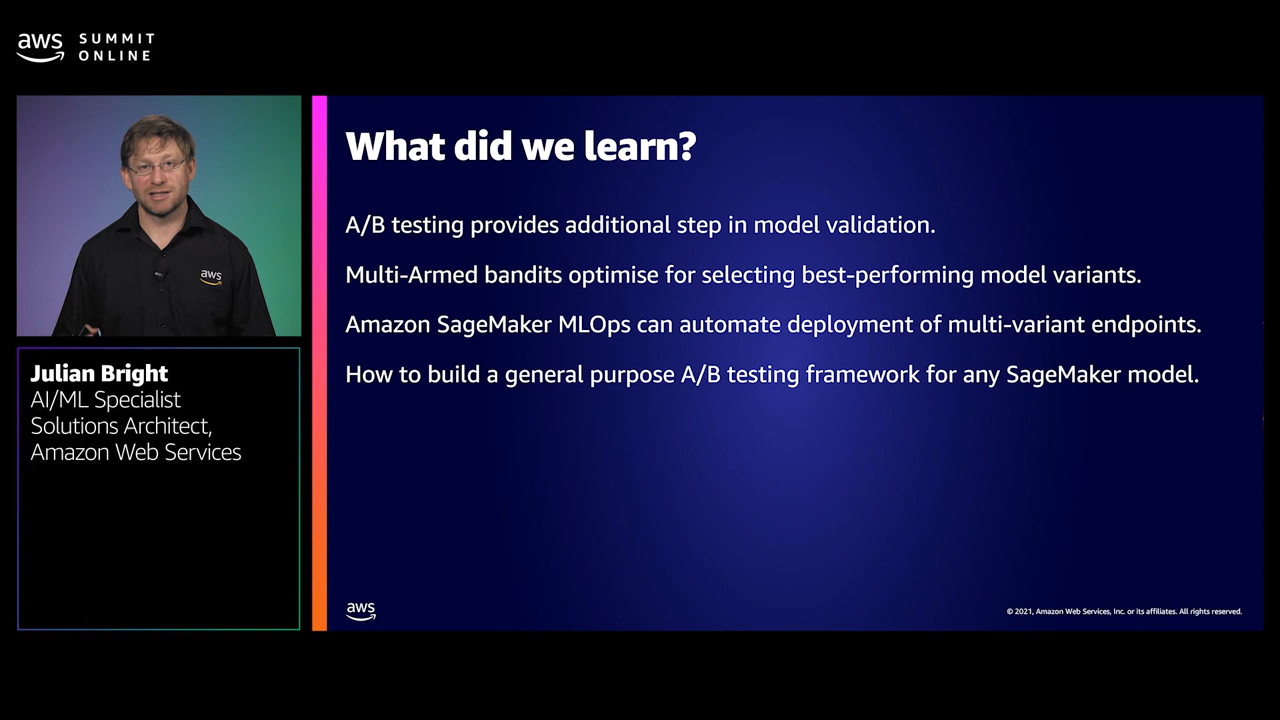 aws SUMMIT
ONLINE
aws
Julian Bright
AI/ML Specialist
Solutions Architect,
Amazon Web Services
What did we learn?
A/B testing provides additional step in model validation.
Multi-Armed bandits optimise for selecting best-performing model variants.
Amazon SageMaker MLOps can automate deployment of multi-variant endpoints.
How to build a general purpose A/B testing framework for any SageMaker model.
aws
© 2021, Amazon Web Services, Inc. or its affiliates. All rights reserved.